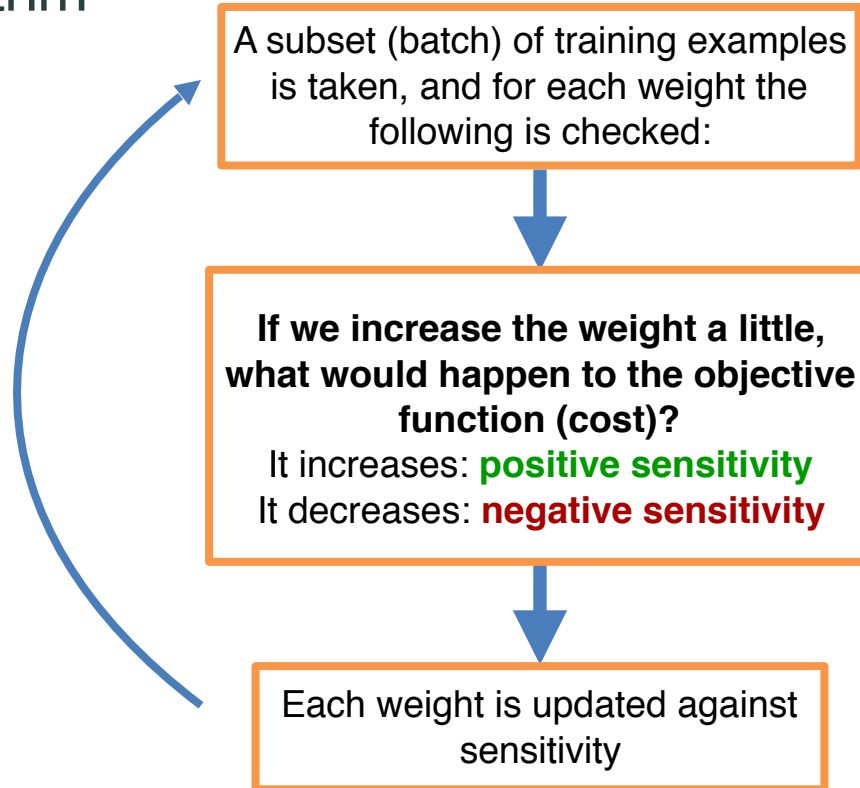 A subset (batch) of training examples
is taken, and for each weight the
following is checked:
If we increase the weight a little,
what would happen to the objective
function (cost)?
It increases: positive sensitivity
It decreases: negative sensitivity
Each weight is updated against
sensitivity